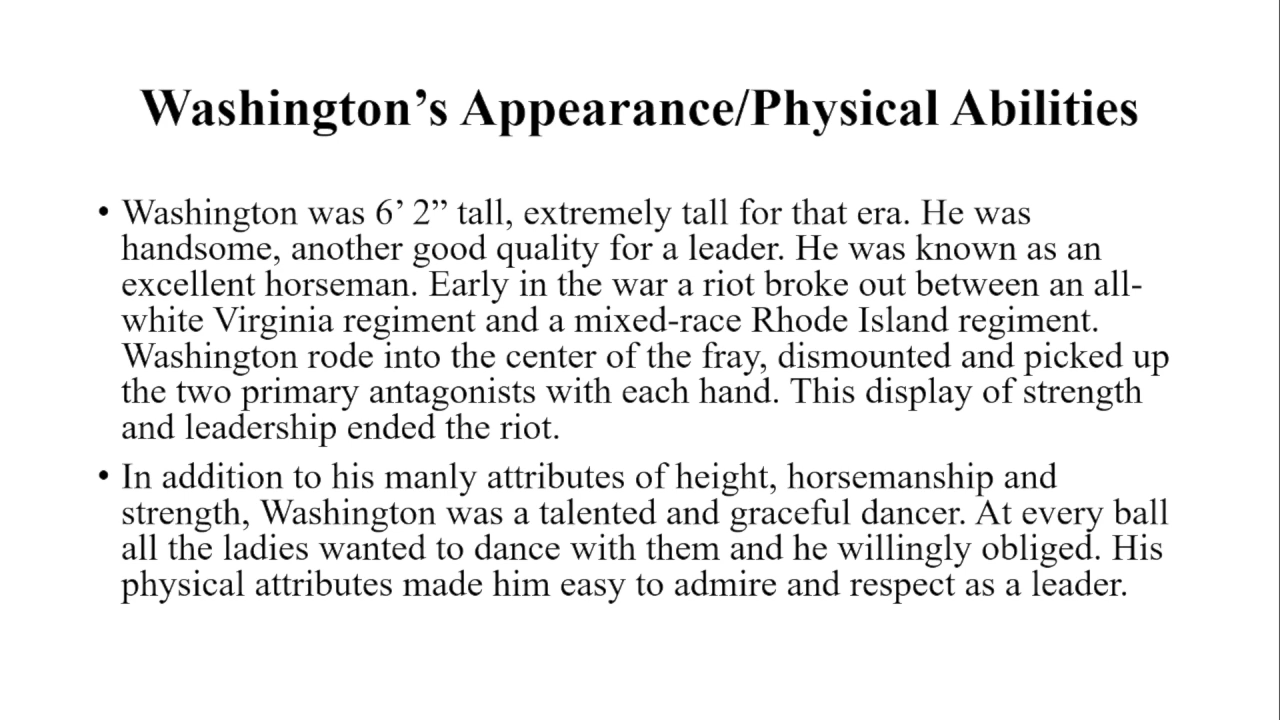 Washington’s Appearance/Physical Abilities
• Washington was 6’ 2” tall, extremely tall for that era. He was
handsome, another good quality for a leader. He was known as an
excellent horseman. Early in the war a riot broke out between an all-
white Virginia regiment and a mixed-race Rhode Island regiment.
Washington rode into the center of the fray, dismounted and picked up
the two primary antagonists with each hand. This display of strength
and leadership ended the riot.
• In addition to his manly attributes of height, horsemanship and
strength, Washington was a talented and graceful dancer. At every ball
all the ladies wanted to dance with them and he willingly obliged. His
physical attributes made him easy to admire and respect as a leader.